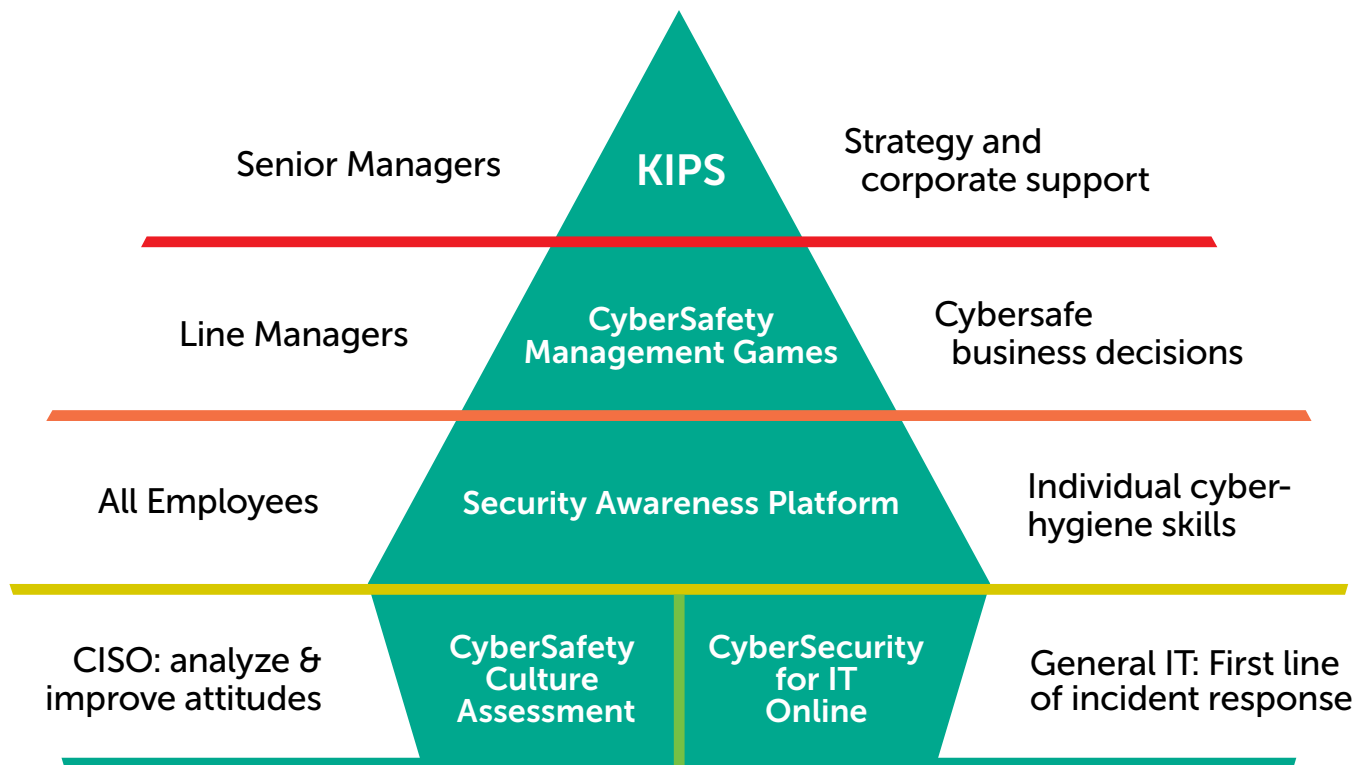 Senior Managers
KIPS
Strategy and
corporate support
Line Managers
CyberSafety
Management Games
Cybersafe
business decisions
All Employees
Security Awareness Platform
Individual cyber-
hygiene skills
CISO: analyze &
improve attitudes
CyberSafety
Culture
Assessment
CyberSecurity
for IT
Online
General IT: First line
of incident response